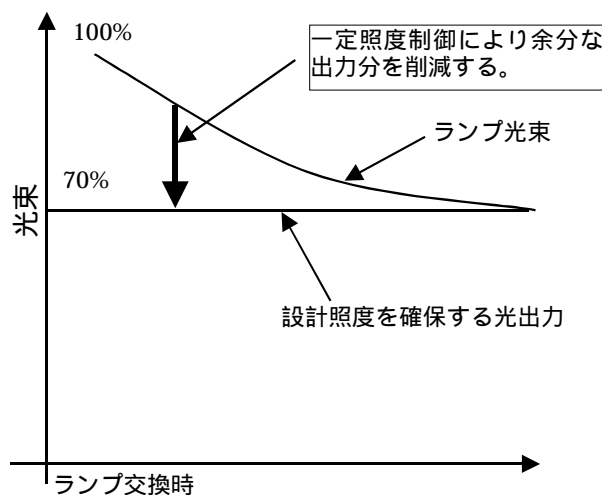 100%
一定照度制御により余分な
出力分を削減する。
ランプ光束
70%
光束
設計照度を確保する光出力
ランプ交換時